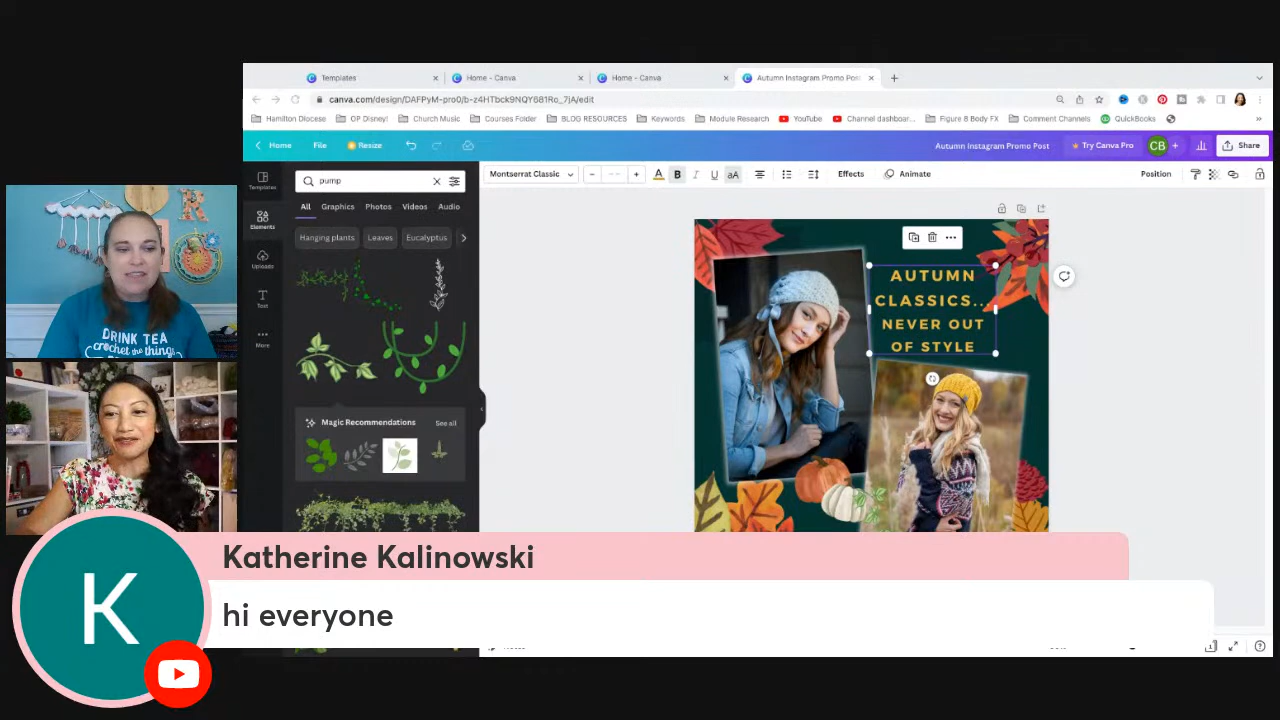 Templates
Home - Canva
Home - Canva
Autumn Instagram Promo Post
canva.com/design/DAFPyM-pro0/b-z4HTbck9NQY681Ro_7jA/edit
Hamilton Diocese
OP Disney!
Church Music
Courses Folder
BLOG RESOURCES
Keywords
Module Research
YouTube
Channel dashboar...
Figure 8 Body FX
Comment Channels
QuickBooks
Home
File
Resize
Autumn Instagram Promo Post
Try Canva Pro
CB
Share
Templates
Elements
Uploads
Text
More
pump
All
Graphics
Photos
Videos
Audio
Hanging plants
Leaves
Eucalyptus
Magic Recommendations
See all
Montserrat Classic
B
I
U
aA
Effects
Animate
Position
AUTUMN
CLASSICS...
NEVER OUT
OF STYLE
R
DRINK TEA
crochet the things
K
Katherine Kalinowski
hi everyone